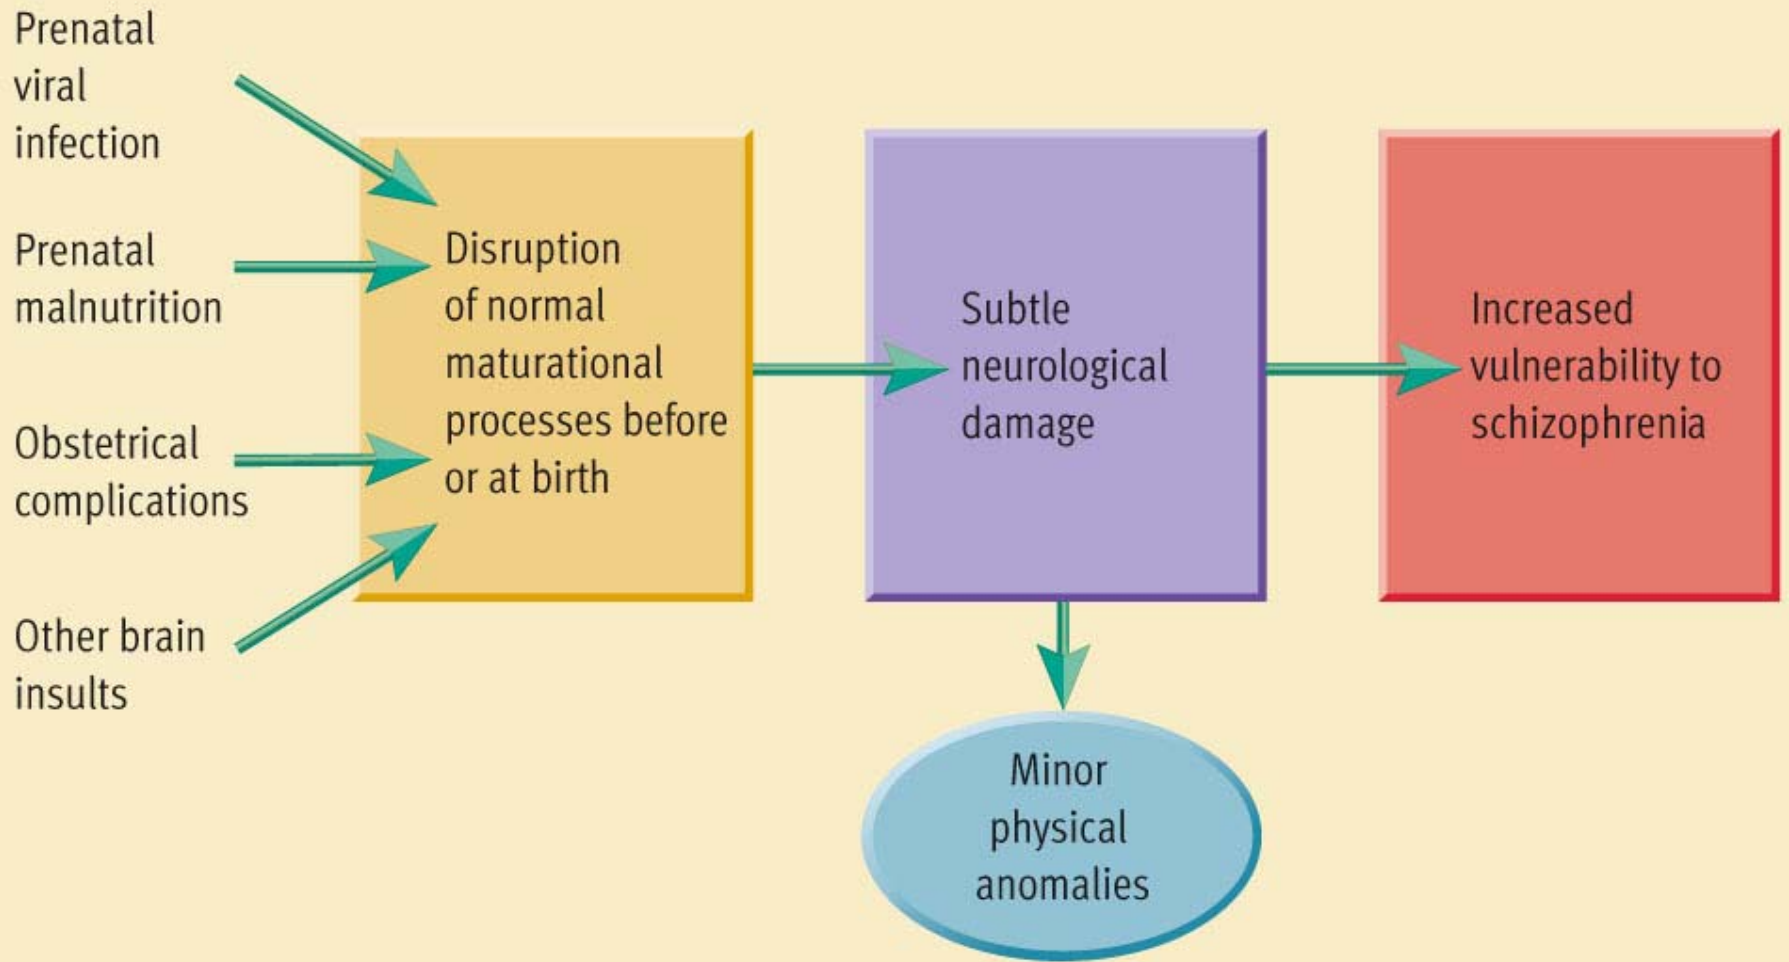 Prenatal
viral
infection
Prenatal
malnutrition
Obstetrical
complications
Other brain
insults
Disruption
of normal
maturational
processes before
or at birth
Subtle
neurological
damage
Increased
vulnerability to
schizophrenia
Minor
physical
anomalies